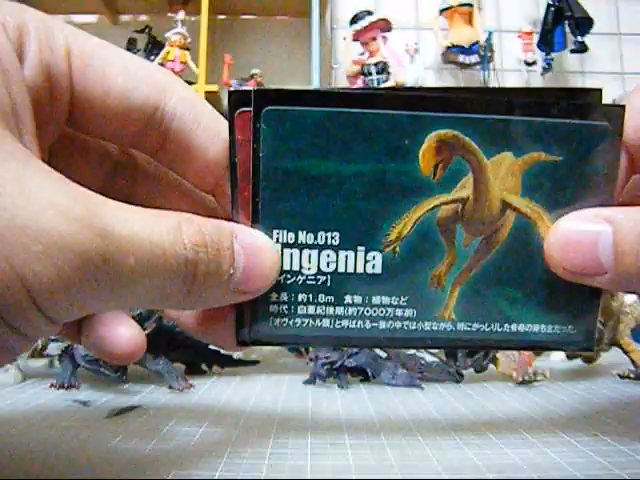 File No.013
Ingenia
[インゲニア]
全長：約1.8m 食物：植物など
時代：白亜紀後期(約7000万年前)
「オヴィラプトル類」と呼ばれる一族の中では小型ながら、特にがっしりした骨格の持ち主だった。